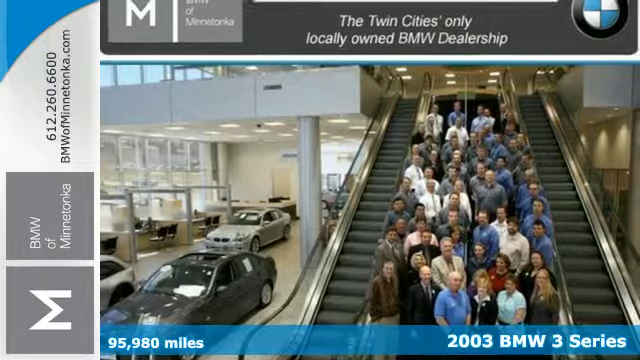 BMW
of
Minnetonka
M
The Twin Cities' only
locally owned BMW Dealership
BMW
612.260.6600
BMWofMinnetonka.com
BMW
of
Minnetonka
M
95,980 miles
2003 BMW 3 Series